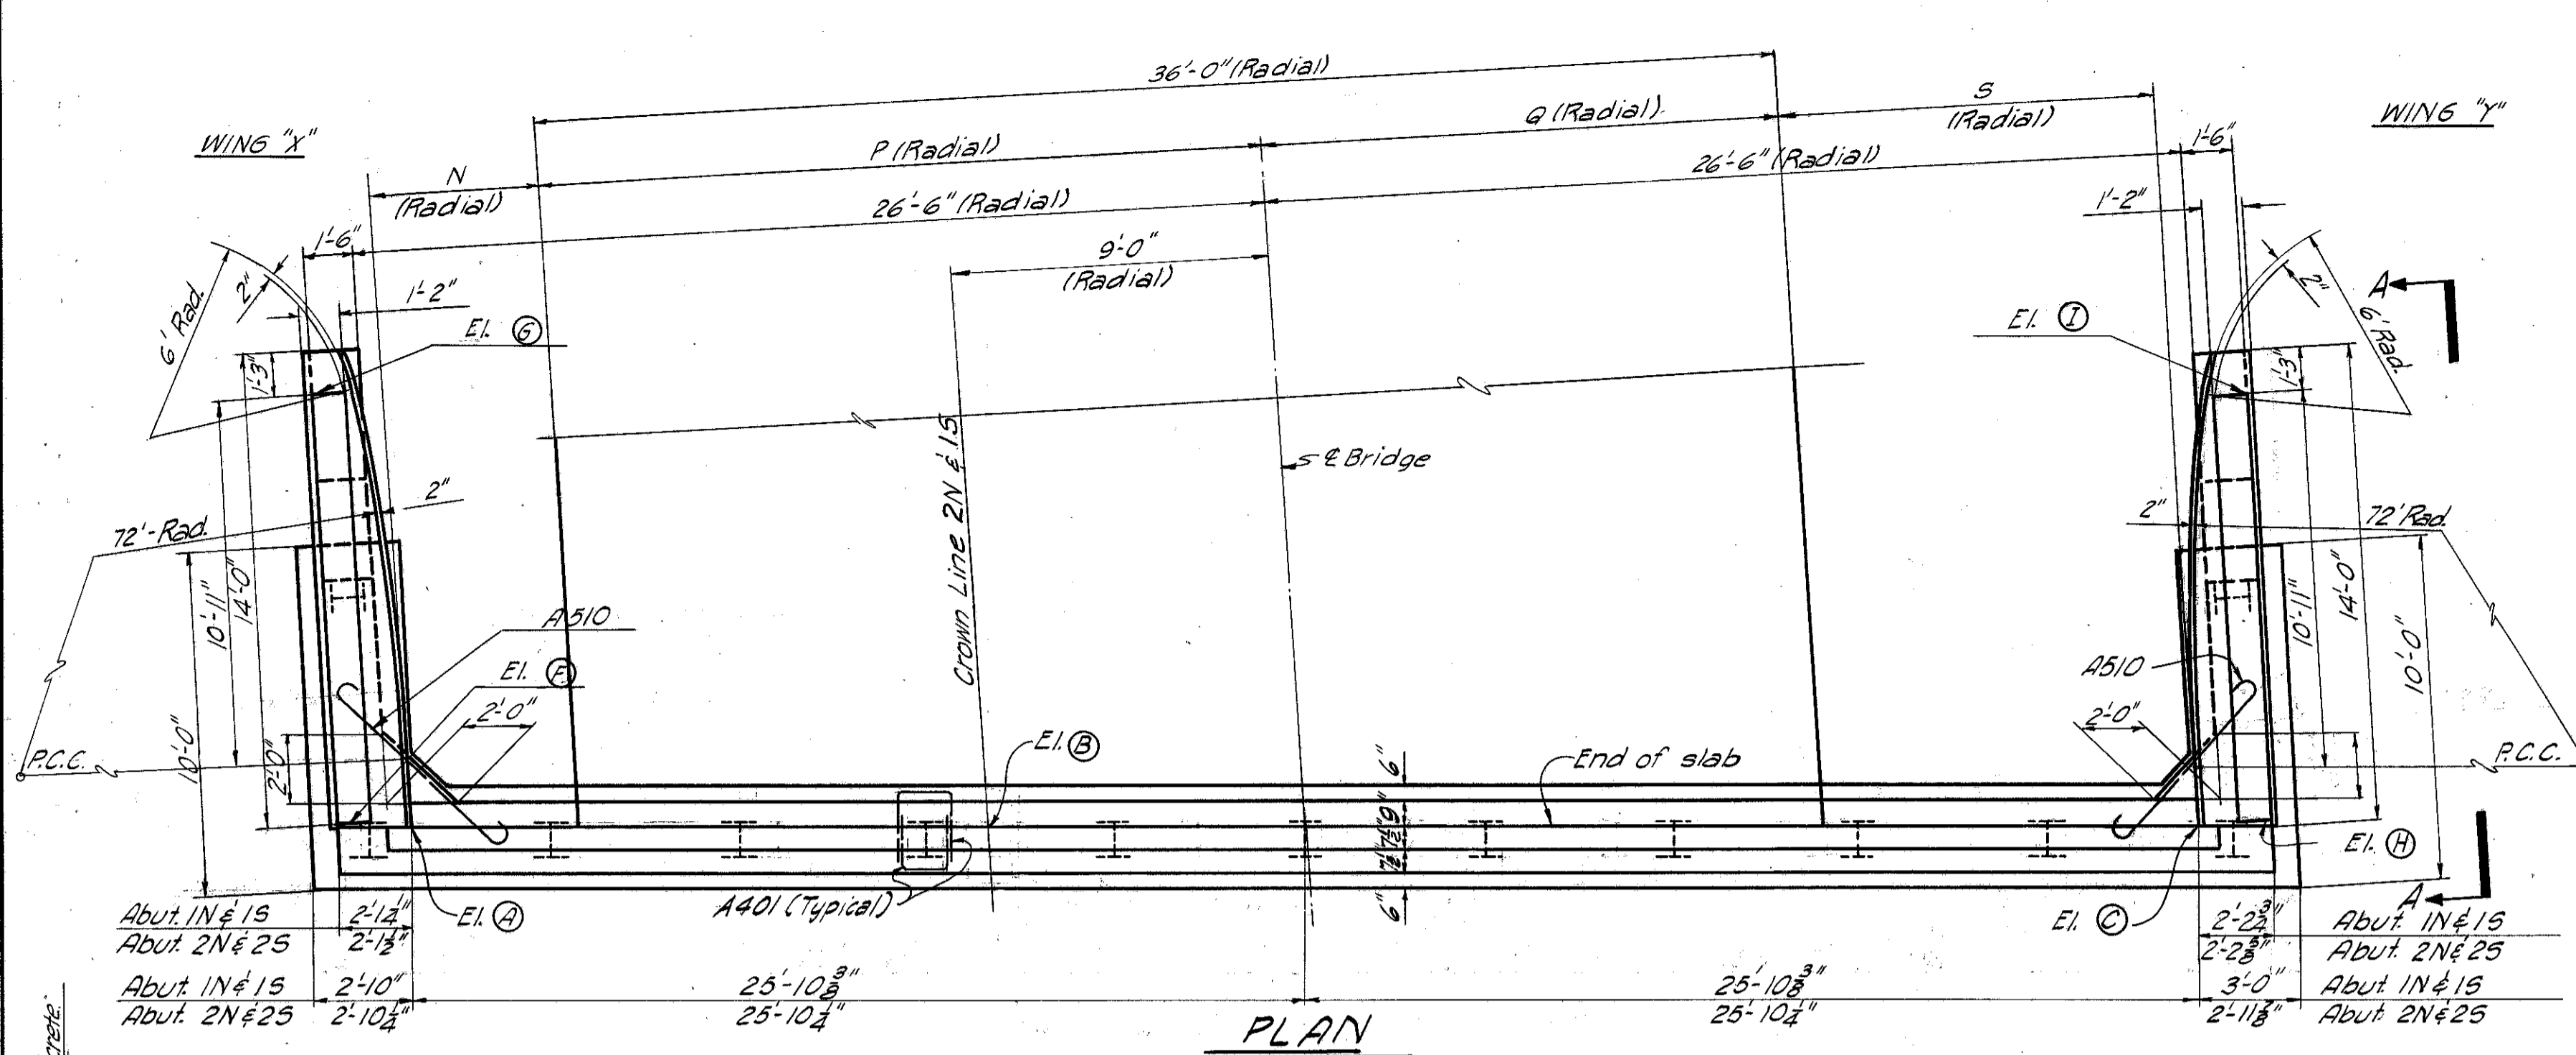 36'-0" (Radial)
WING "X"
S
(Radial)
WING "Y"
Q (Radial)
P (Radial)
1'-6"
N
(Radial)
26'-6" (Radial)
26'-6" (Radial)
1'-6"
1'-2"
9'-0"
(Radial)
6' Rad.
2"
1'-2"
El. G
El. I
2"
A
6' Rad.
1'-3"
1'-3"
Crown Line 2N & 1S
℄ Bridge
2"
2"
72'-Rad.
72' Rad.
10'-11"
14'-0"
10'-11"
14'-0"
10'-0"
10'-0"
A510
A510
El. F
2'-0"
2'-0"
2'-0"
El. B
End of slab
P.C.C.
P.C.C.
6"
9"
7½"
7½"
6"
El. H
A401 (Typical)
El. A
El. C
A
Abut. 1N & 1S 2'-1¼"
Abut. 2N & 2S 2'-1½"
2'-2¾" Abut. 1N & 1S
2'-2⅝" Abut. 2N & 2S
Abut. 1N & 1S 2'-10" 25'-10⅜" 25'-10⅜" 3'-0" Abut. 1N & 1S
Abut. 2N & 2S 2'-10¼" 25'-10¼" 25'-10¼" 2'-11⅞" Abut. 2N & 2S
PLAN